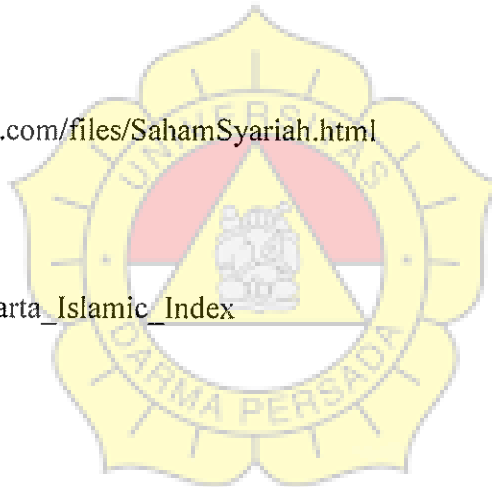 .com/files/SahamSyariah.html
UNIVERSITAS
arta_Islamic_Index
DARMA PERSADA